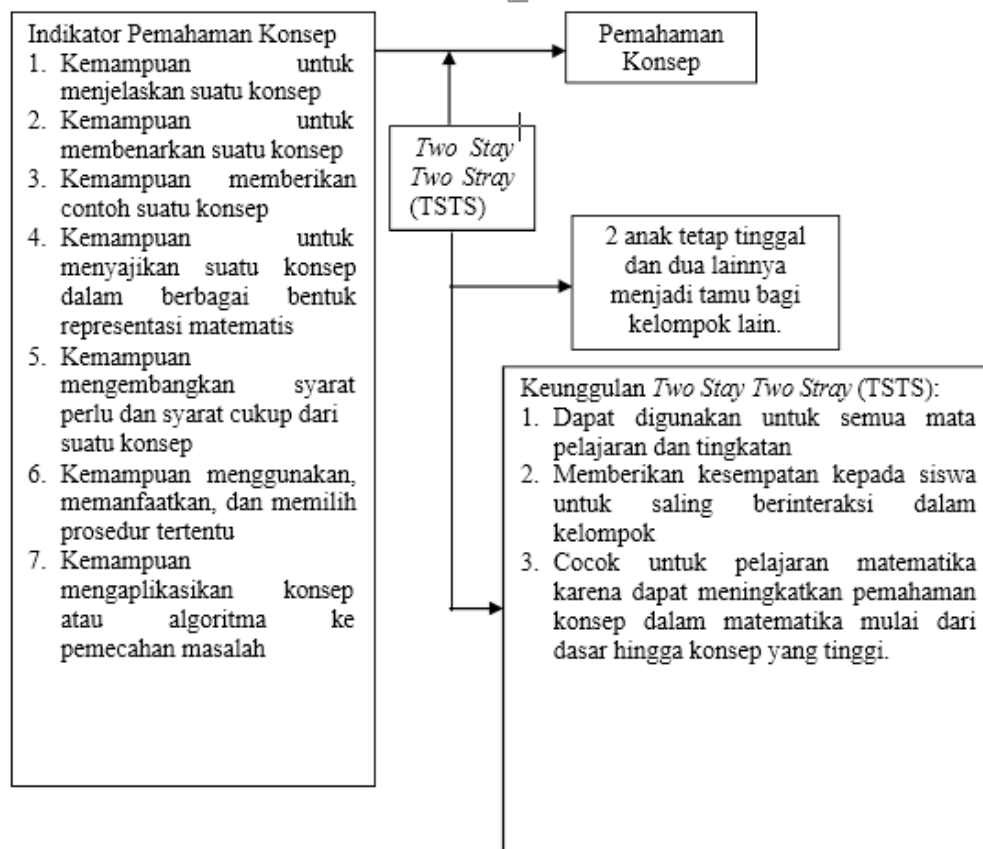 Indikator Pemahaman Konsep
1. Kemampuan untuk
menjelaskan suatu konsep
2. Kemampuan untuk
membenarkan suatu konsep
3. Kemampuan memberikan
contoh suatu konsep
4. Kemampuan untuk
menyajikan suatu konsep
dalam berbagai bentuk
representasi matematis
5. Kemampuan
mengembangkan syarat
perlu dan syarat cukup dari
suatu konsep
6. Kemampuan menggunakan,
memanfaatkan, dan memilih
prosedur tertentu
7. Kemampuan
mengaplikasikan konsep
atau algoritma ke
pemecahan masalah
Pemahaman
Konsep
Two Stay
Two Stray
(TSTS)
2 anak tetap tinggal
dan dua lainnya
menjadi tamu bagi
kelompok lain.
Keunggulan Two Stay Two Stray (TSTS):
1. Dapat digunakan untuk semua mata
pelajaran dan tingkatan
2. Memberikan kesempatan kepada siswa
untuk saling berinteraksi dalam
kelompok
3. Cocok untuk pelajaran matematika
karena dapat meningkatkan pemahaman
konsep dalam matematika mulai dari
dasar hingga konsep yang tinggi.